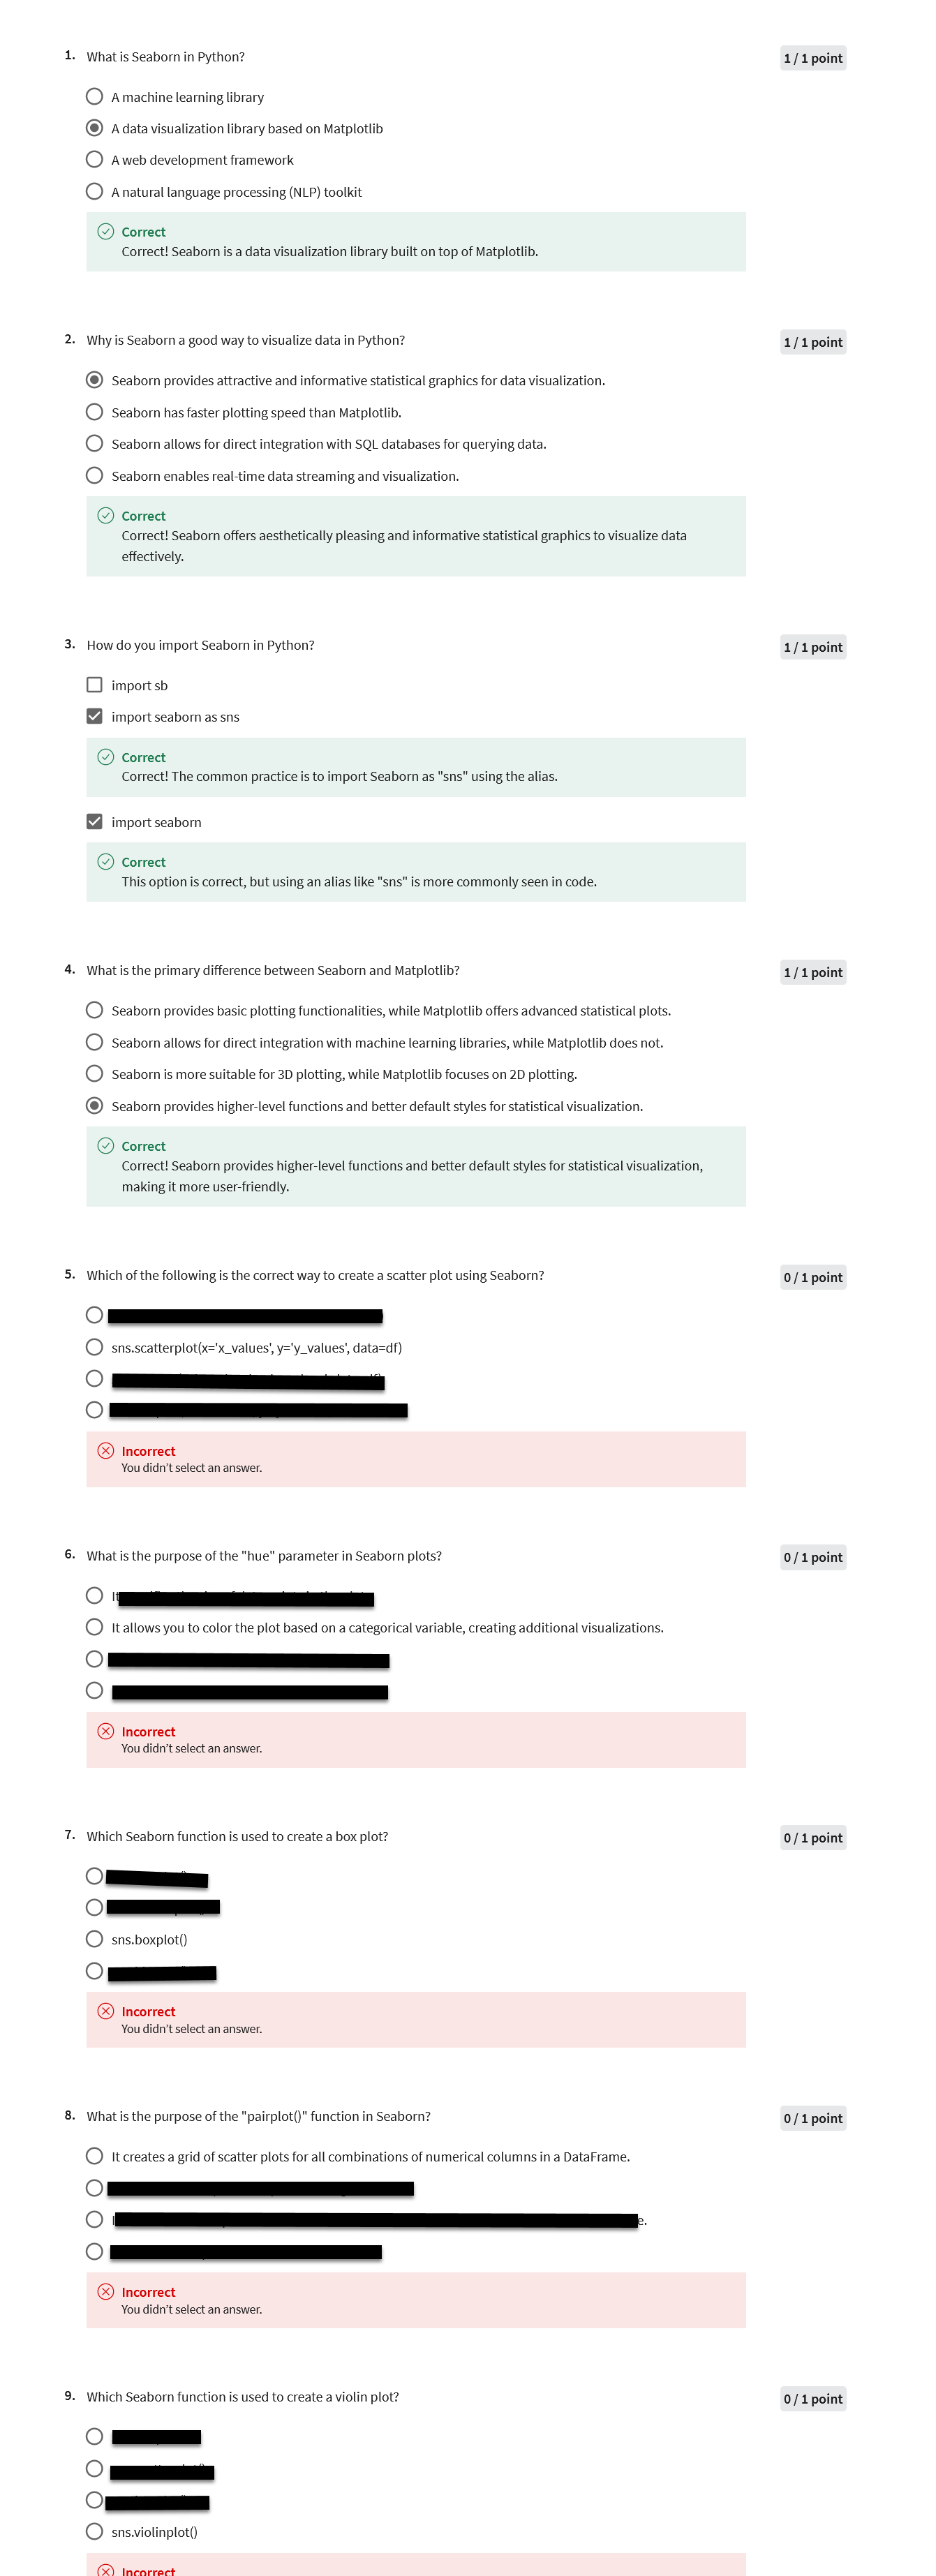 1. What is Seaborn in Python?
1 / 1 point
A machine learning library
A data visualization library based on Matplotlib
A web development framework
A natural language processing (NLP) toolkit
Correct
Correct! Seaborn is a data visualization library built on top of Matplotlib.
2. Why is Seaborn a good way to visualize data in Python?
1 / 1 point
Seaborn provides attractive and informative statistical graphics for data visualization.
Seaborn has faster plotting speed than Matplotlib.
Seaborn allows for direct integration with SQL databases for querying data.
Seaborn enables real-time data streaming and visualization.
Correct
Correct! Seaborn offers aesthetically pleasing and informative statistical graphics to visualize data
effectively.
3. How do you import Seaborn in Python?
1 / 1 point
import sb
import seaborn as sns
Correct
Correct! The common practice is to import Seaborn as "sns" using the alias.
import seaborn
Correct
This option is correct, but using an alias like "sns" is more commonly seen in code.
4. What is the primary difference between Seaborn and Matplotlib?
1 / 1 point
Seaborn provides basic plotting functionalities, while Matplotlib offers advanced statistical plots.
Seaborn allows for direct integration with machine learning libraries, while Matplotlib does not.
Seaborn is more suitable for 3D plotting, while Matplotlib focuses on 2D plotting.
Seaborn provides higher-level functions and better default styles for statistical visualization.
Correct
Correct! Seaborn provides higher-level functions and better default styles for statistical visualization,
making it more user-friendly.
5. Which of the following is the correct way to create a scatter plot using Seaborn?
0 / 1 point
sns.scatterplot(x='x_values', y='y_values', data=df)
Incorrect
You didn't select an answer.
6. What is the purpose of the "hue" parameter in Seaborn plots?
0 / 1 point
It allows you to color the plot based on a categorical variable, creating additional visualizations.
Incorrect
You didn't select an answer.
7. Which Seaborn function is used to create a box plot?
0 / 1 point
sns.boxplot()
Incorrect
You didn't select an answer.
8. What is the purpose of the "pairplot()" function in Seaborn?
0 / 1 point
It creates a grid of scatter plots for all combinations of numerical columns in a DataFrame.
Incorrect
You didn't select an answer.
9. Which Seaborn function is used to create a violin plot?
0 / 1 point
sns.violinplot()
Incorrect